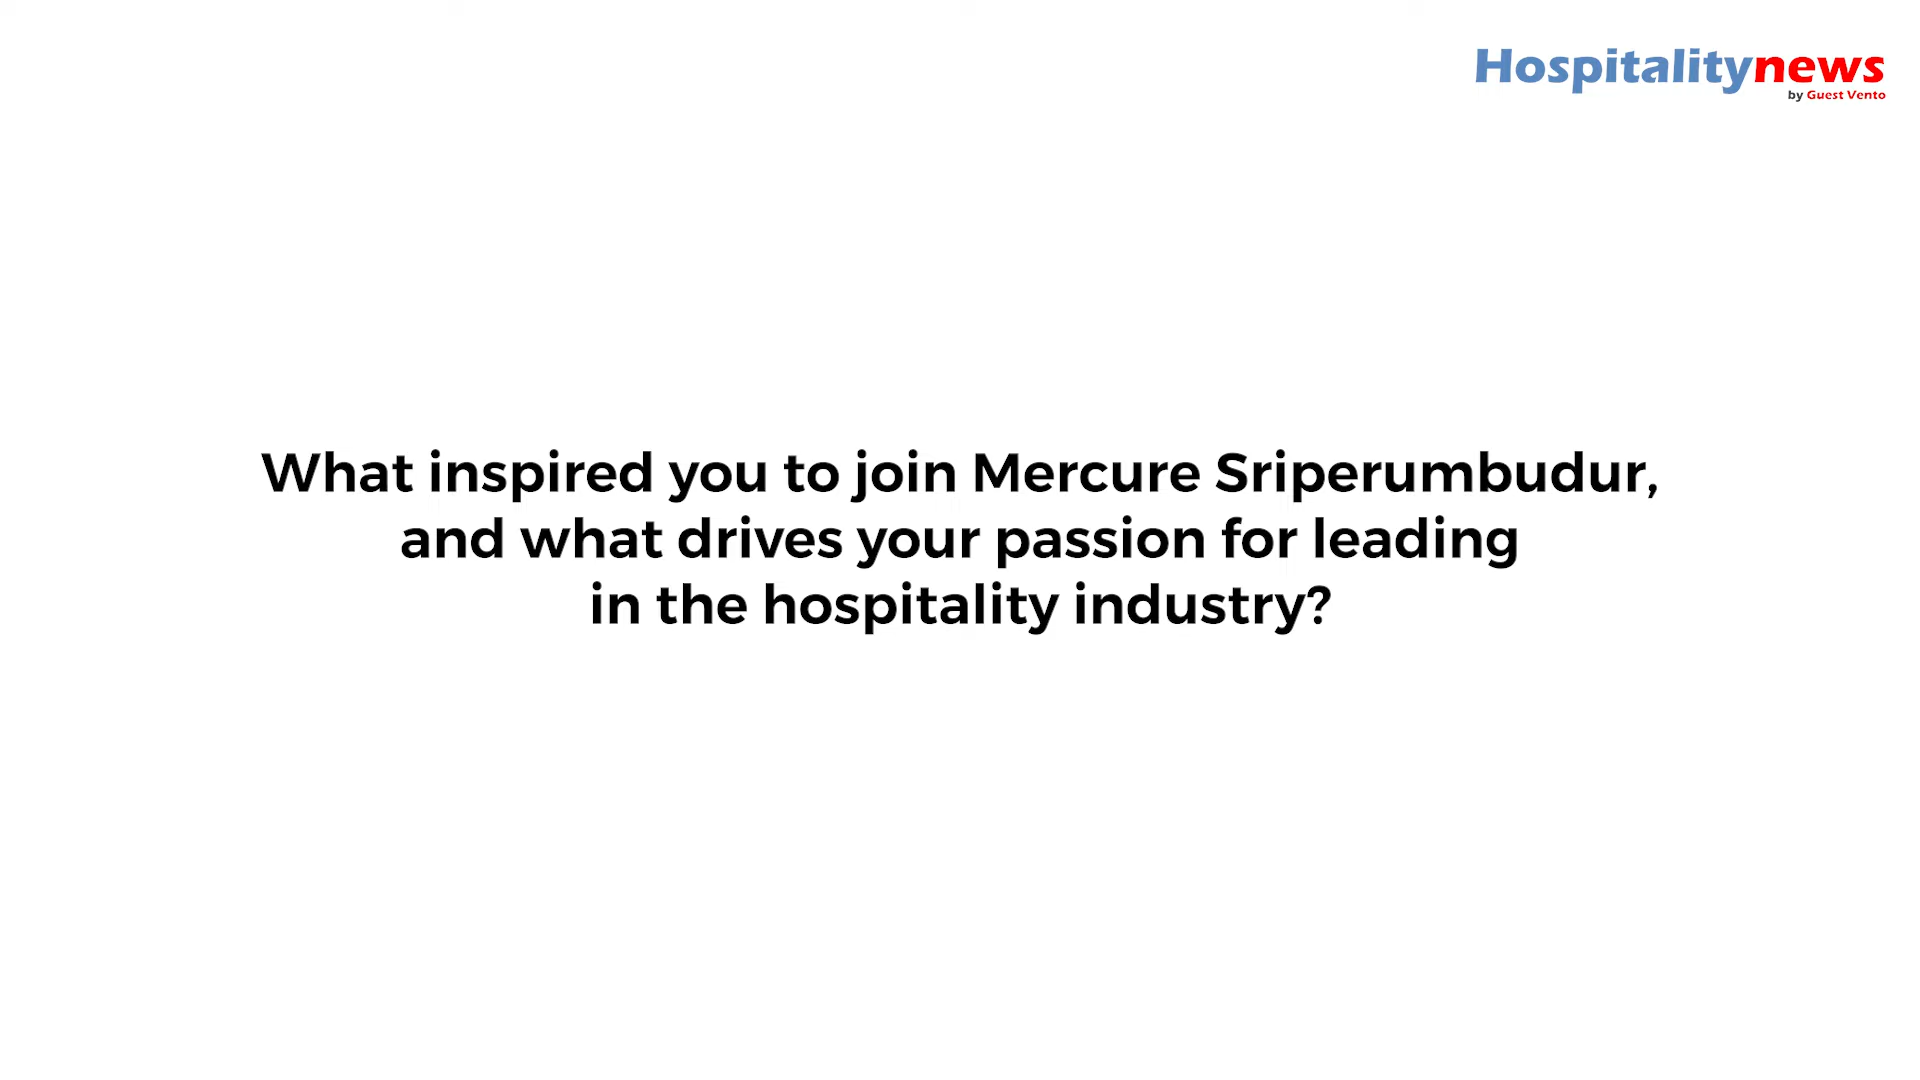 Hospitalitynews
by Guest Vento
What inspired you to join Mercure Sriperumbudur,
and what drives your passion for leading
in the hospitality industry?